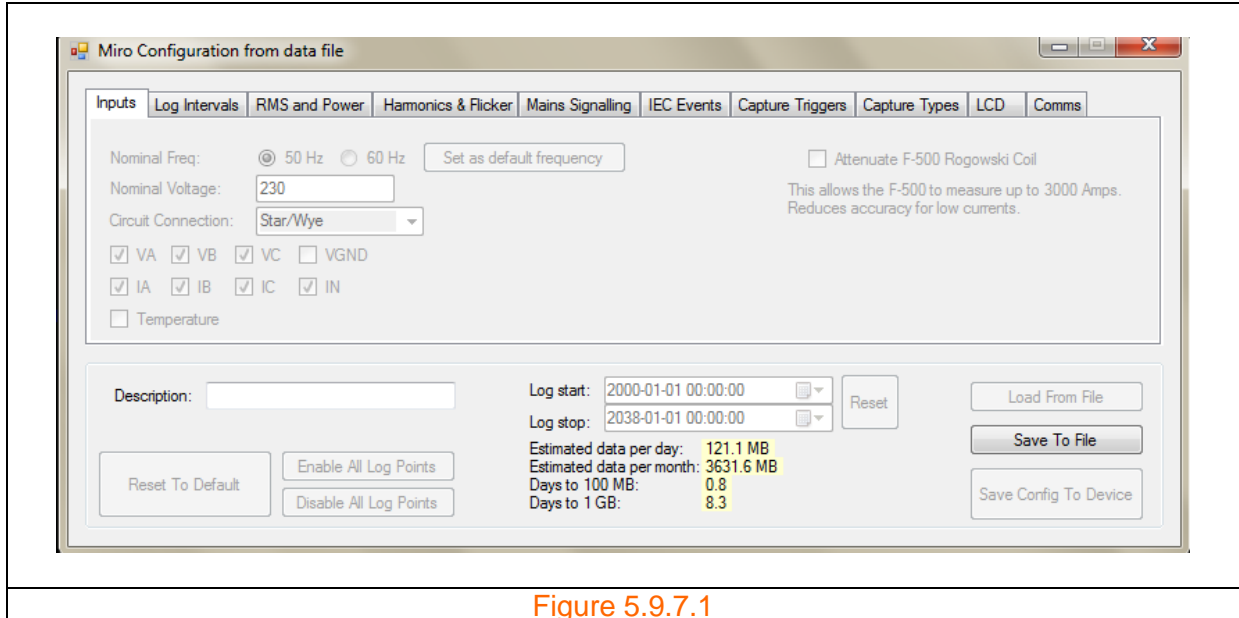 Miro Configuration from data file
Inputs Log Intervals RMS and Power Harmonics & Flicker Mains Signalling IEC Events Capture Triggers Capture Types LCD Comms
Nominal Freq: 50 Hz 60 Hz Set as default frequency
Attenuate F-500 Rogowski Coil
Nominal Voltage: 230
This allows the F-500 to measure up to 3000 Amps.
Reduces accuracy for low currents.
Circuit Connection: Star/Wye
VA VB VC VGND
IA IB IC IN
Temperature
Description:
Log start: 2000-01-01 00:00:00
Log stop: 2038-01-01 00:00:00
Reset
Estimated data per day: 121.1 MB
Estimated data per month: 3631.6 MB
Days to 100 MB: 0.8
Days to 1 GB: 8.3
Reset To Default
Enable All Log Points
Disable All Log Points
Load From File
Save To File
Save Config To Device
Figure 5.9.7.1